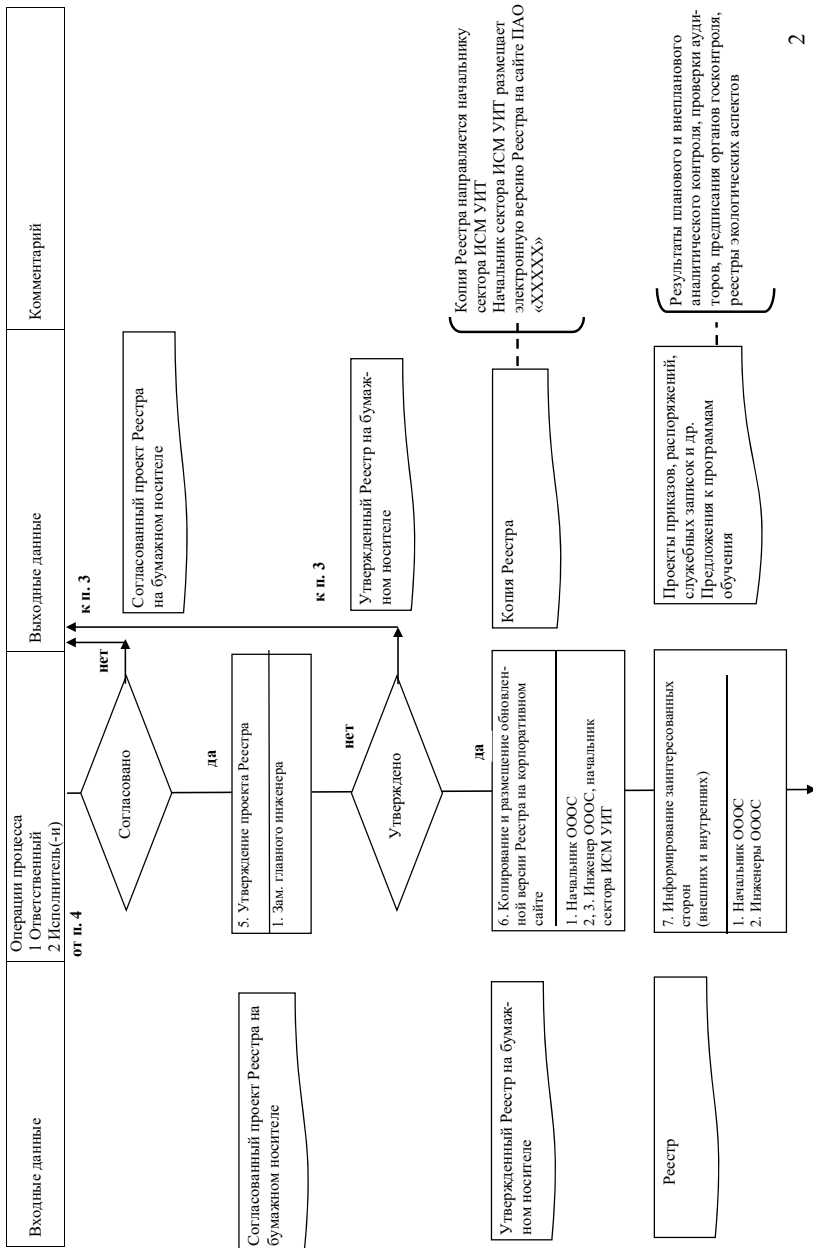 Входные данные
Операции процесса
1 Ответственный
2 Исполнитель(-и)
Выходные данные
Комментарий
от п. 4
к п. 3
Согласовано
нет
Согласованный проект Реестра
на бумажном носителе
да
Согласованный проект Реестра на
бумажном носителе
5. Утверждение проекта Реестра
1. Зам. главного инженера
к п. 3
нет
Утверждено
Утвержденный Реестр на бумаж-
ном носителе
да
Утвержденный Реестр на бумаж-
ном носителе
6. Копирование и размещение обновлен-
ной версии Реестра на корпоративном
сайте
1. Начальник ОООС
2, 3. Инженер ОООС, начальник
сектора ИСМ УИТ
Копия Реестра
Копия Реестра направляется начальнику
сектора ИСМ УИТ
Начальник сектора ИСМ УИТ размещает
электронную версию Реестра на сайте ПАО
«ХХХХХ»
Реестр
7. Информирование заинтересованных
сторон
(внешних и внутренних)
1. Начальник ОООС
2. Инженеры ОООС
Проекты приказов, распоряжений,
служебных записок и др.
Предложения к программам
обучения
Результаты планового и внепланового
аналитического контроля, проверки ауди-
торов, предписания органов госконтроля,
реестры экологических аспектов
2